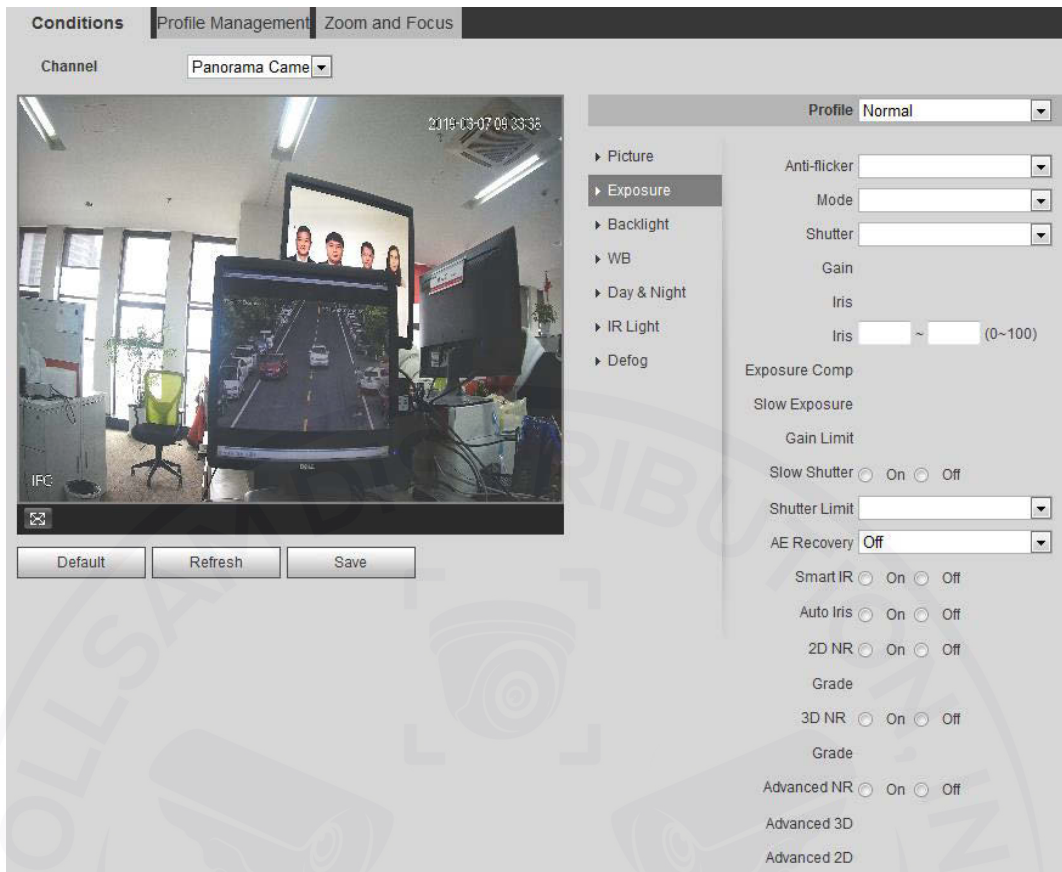 Conditions
Profile Management
Zoom and Focus
Channel
Panorama Came
2019-03-07 09:33:38
IPC
DELL
Default
Refresh
Save
Profile Normal
Picture
Exposure
Backlight
WB
Day & Night
IR Light
Defog
Anti-flicker
Mode
Shutter
Gain
Iris
Iris ~ (0~100)
Exposure Comp
Slow Exposure
Gain Limit
Slow Shutter On Off
Shutter Limit
AE Recovery Off
Smart IR On Off
Auto Iris On Off
2D NR On Off
Grade
3D NR On Off
Grade
Advanced NR On Off
Advanced 3D
Advanced 2D